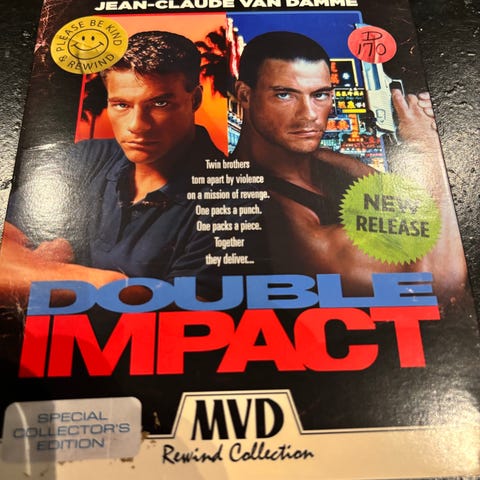 JEAN-CLAUDE VAN DAMME
PLEASE BE KIND
& REWIND
170
Twin brothers
torn apart by violence
on a mission of revenge.
One packs a punch.
One packs a piece.
Together
they deliver...
NEW
RELEASE
DOUBLE
IMPACT
SPECIAL
COLLECTOR'S
EDITION
MVD
Rewind Collection